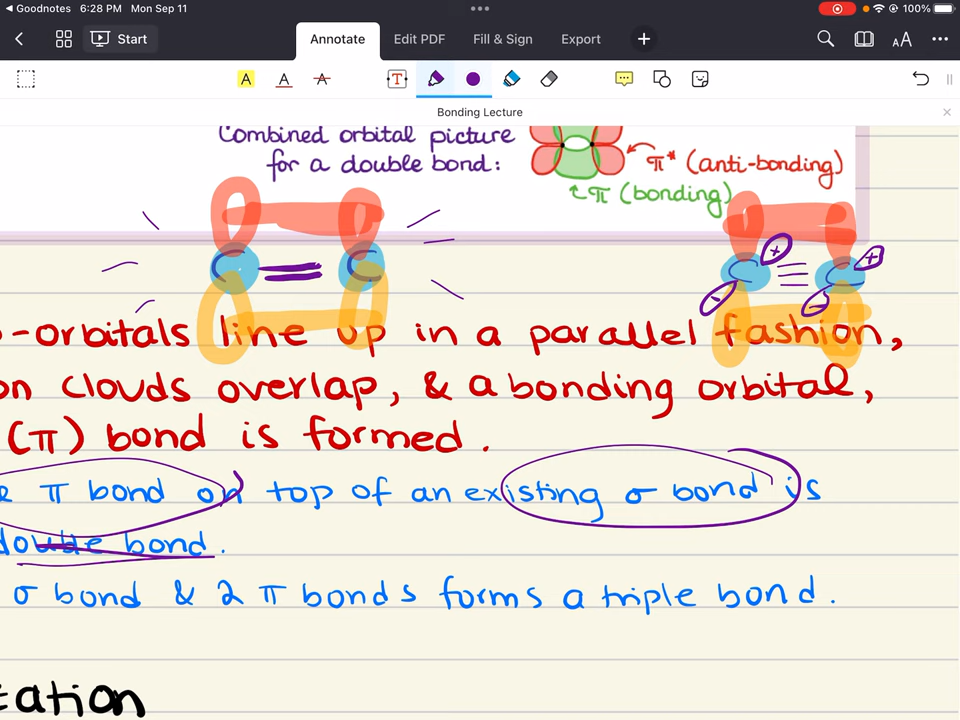 Goodnotes 6:28 PM Mon Sep 11 100%
Start Annotate Edit PDF Fill & Sign Export
Bonding Lecture
Combined orbital picture
for a double bond:
π* (anti-bonding)
π (bonding)
C = C
C ≡ C
+ +
- -
-orbitals line up in a parallel fashion,
on clouds overlap, & a bonding orbital,
(π) bond is formed.
e π bond on top of an existing σ bond is
double bond.
σ bond & 2 π bonds forms a triple bond.
tation